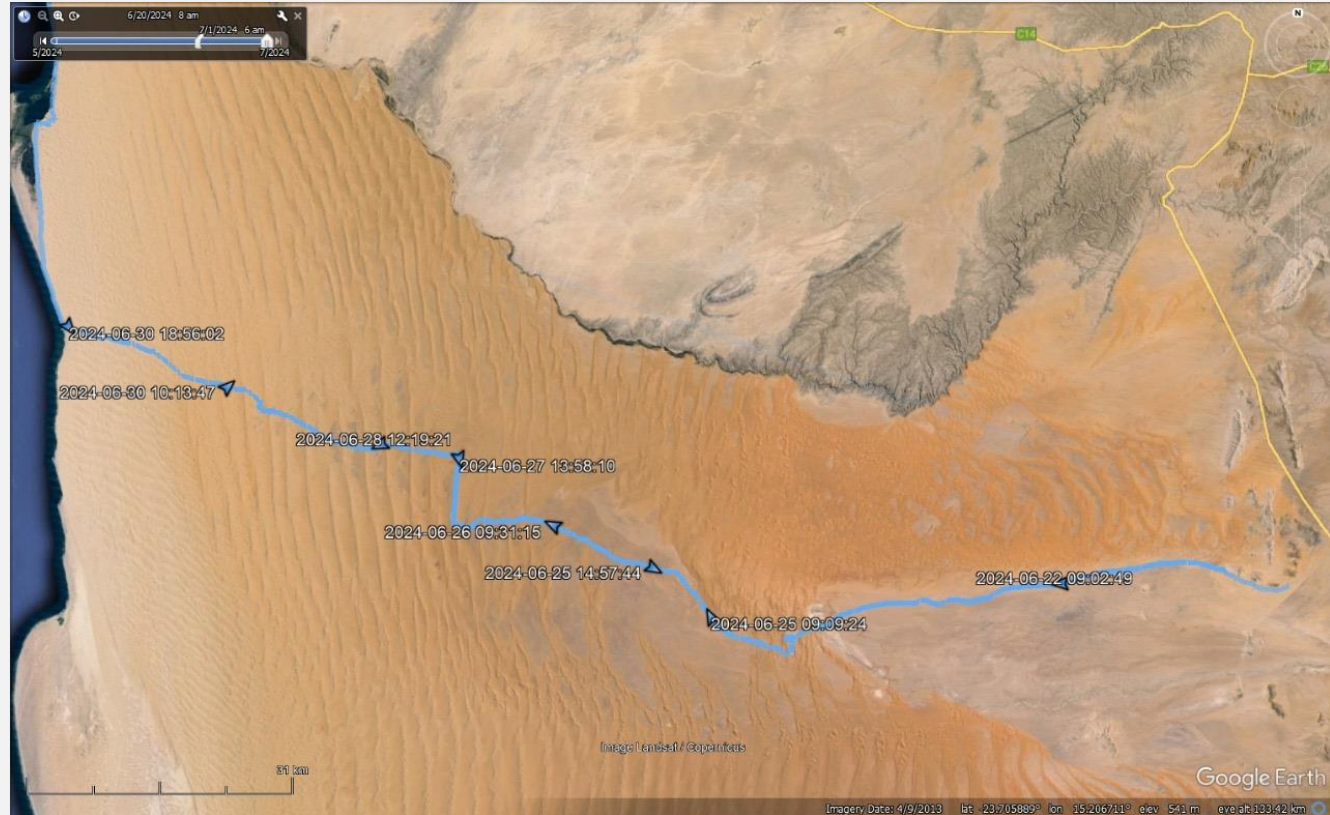 6/20/2024 8 am
7/1/2024 6 am
5/2024
7/2024
N
C14
2024-06-30 18:56:02
2024-06-30 10:13:47
2024-06-28 12:19:21
2024-06-27 13:58:10
2024-06-26 09:31:15
2024-06-25 14:57:44
2024-06-22 09:02:49
2024-06-25 09:09:24
Image Landsat / Copernicus
31 km
Google Earth
Imagery Date: 4/9/2013 lat -23.705889° lon 15.206711° elev 541 m eye alt 133.42 km